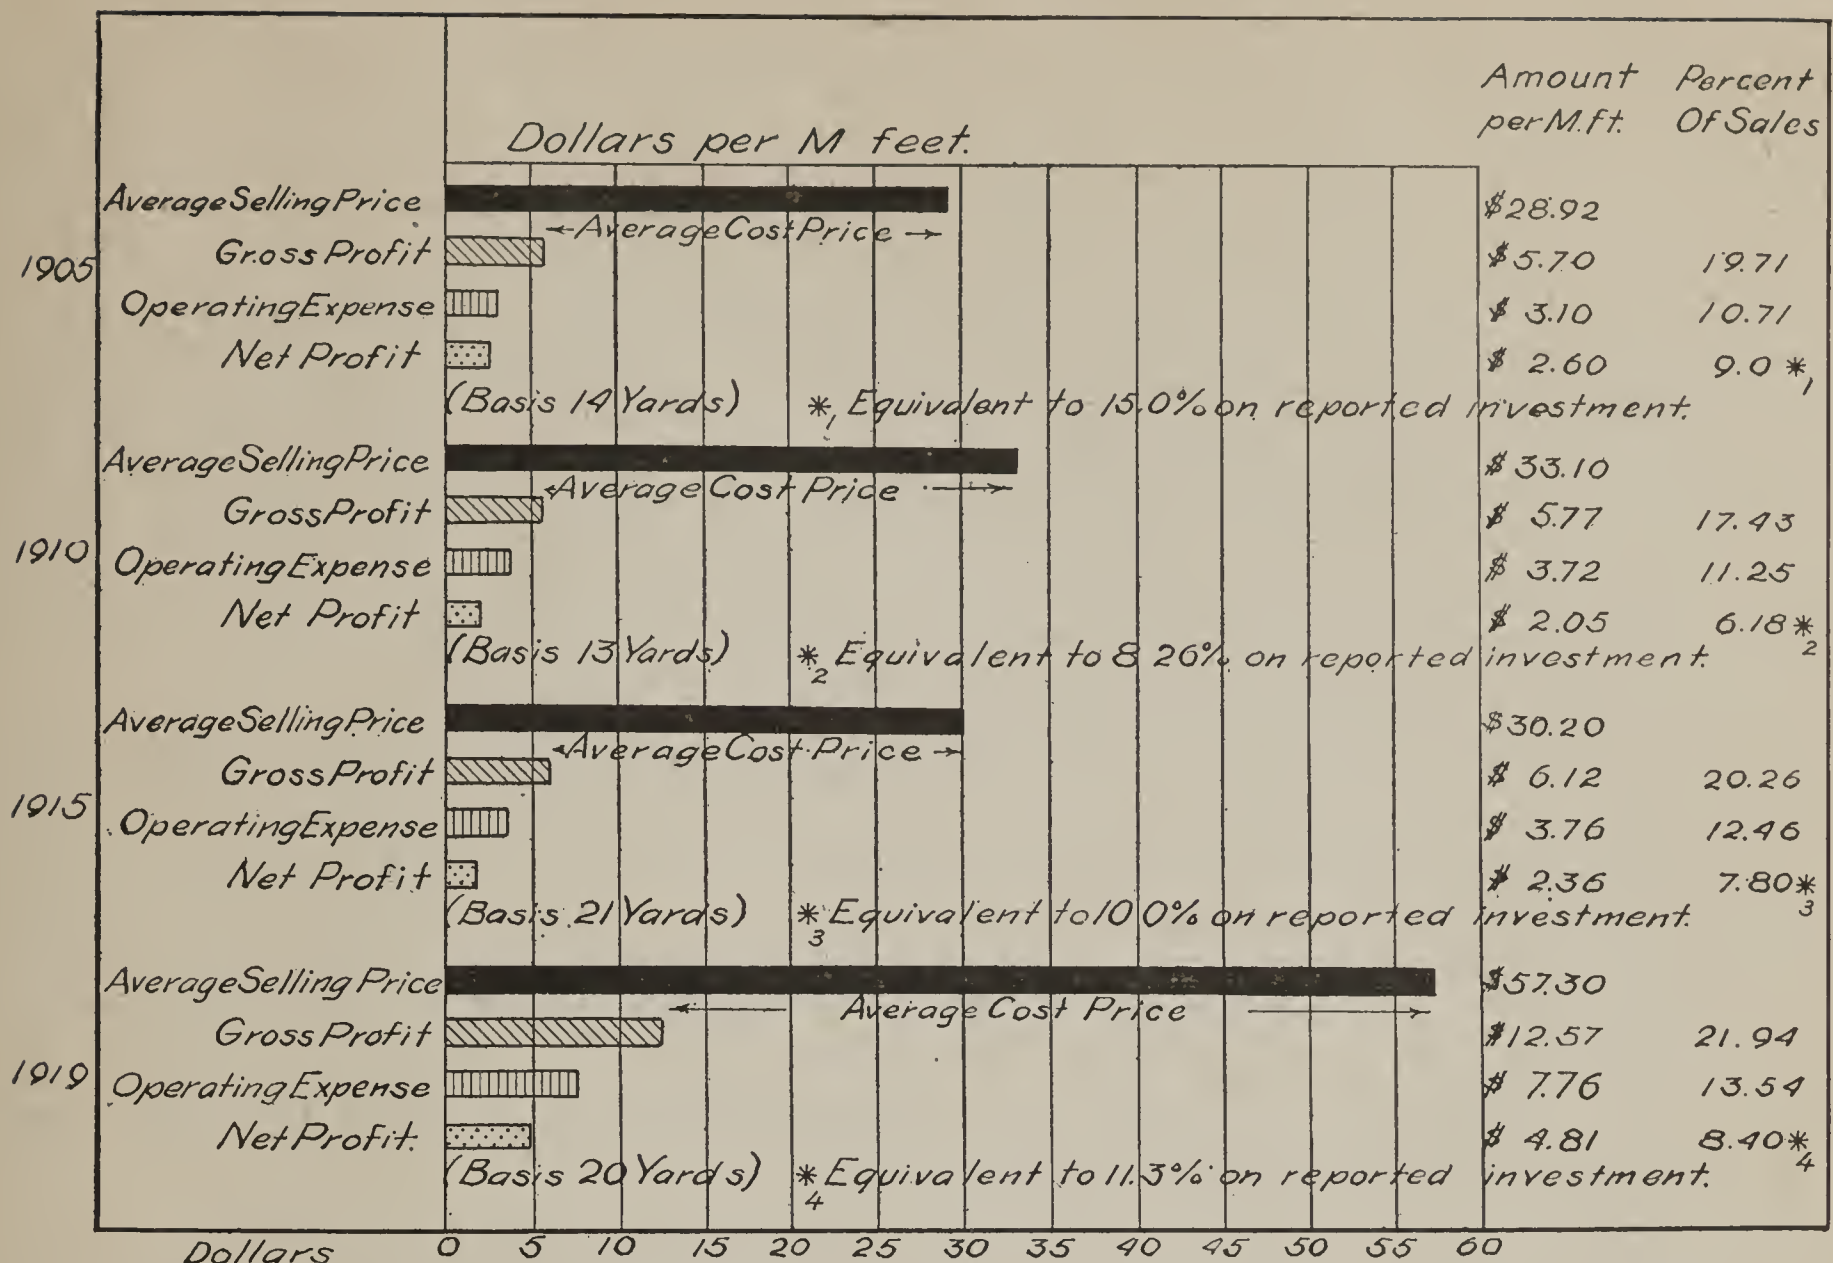 Amount Percent
per M.ft. Of Sales
Dollars per M feet.
1905
Average Selling Price $28.92
←Average Cost Price→
Gross Profit $5.70 19.71
Operating Expense $ 3.10 10.71
Net Profit $ 2.60 9.0 *1
(Basis 14 Yards) *1 Equivalent to 15.0% on reported investment.
1910
Average Selling Price $ 33.10
←Average Cost Price→
Gross Profit $ 5.77 17.43
Operating Expense $ 3.72 11.25
Net Profit $ 2.05 6.18 *2
(Basis 13 Yards) *2 Equivalent to 8 26% on reported investment.
1915
Average Selling Price $30.20
←Average Cost Price→
Gross Profit $ 6.12 20.26
Operating Expense $ 3.76 12.46
Net Profit $ 2.36 7.80 *3
(Basis 21 Yards) *3 Equivalent to 10 0% on reported investment.
1919
Average Selling Price $57.30
← Average Cost Price →
Gross Profit $12.57 21.94
Operating Expense $ 7.76 13.54
Net Profit. $ 4.81 8.40 *4
(Basis 20 Yards) *4 Equivalent to 11.3% on reported investment.
Dollars 0 5 10 15 20 25 30 35 40 45 50 55 60